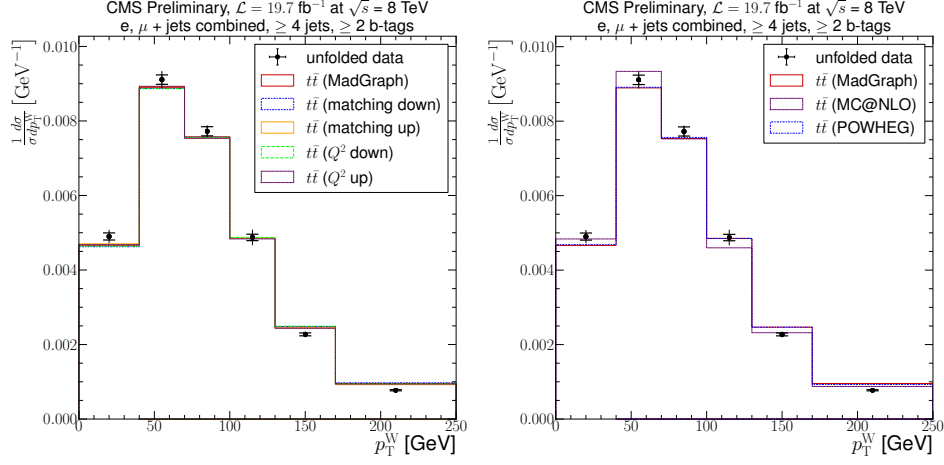 CMS Preliminary, ℒ = 19.7 fb⁻¹ at √s = 8 TeV
e, μ + jets combined, ≥ 4 jets, ≥ 2 b-tags
1/σ dσ/dp_T^W [GeV⁻¹]
0.010
0.008
0.006
0.004
0.002
0.000
unfolded data
tt̄ (MadGraph)
tt̄ (matching down)
tt̄ (matching up)
tt̄ (Q² down)
tt̄ (Q² up)
0 50 100 150 200 250
p_T^W [GeV]
CMS Preliminary, ℒ = 19.7 fb⁻¹ at √s = 8 TeV
e, μ + jets combined, ≥ 4 jets, ≥ 2 b-tags
1/σ dσ/dp_T^W [GeV⁻¹]
0.010
0.008
0.006
0.004
0.002
0.000
unfolded data
tt̄ (MadGraph)
tt̄ (MC@NLO)
tt̄ (POWHEG)
0 50 100 150 200 250
p_T^W [GeV]